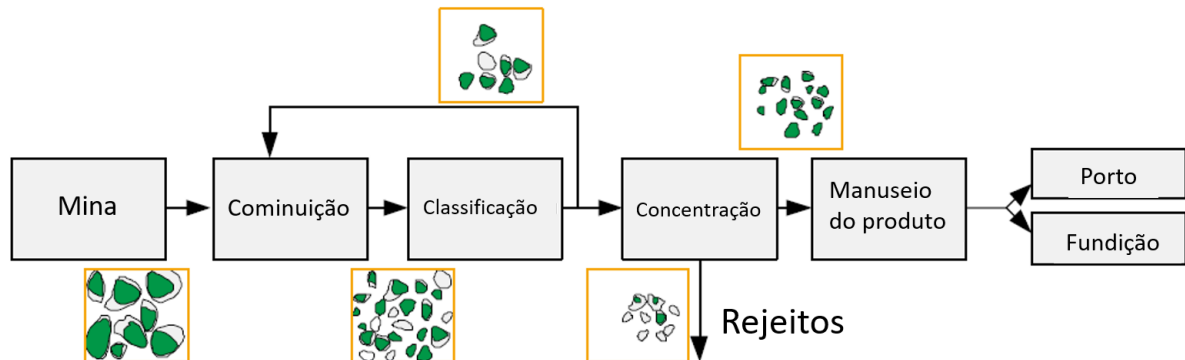 Mina
Cominuição
Classificação
Concentração
Manuseio
do produto
Porto
Fundição
Rejeitos